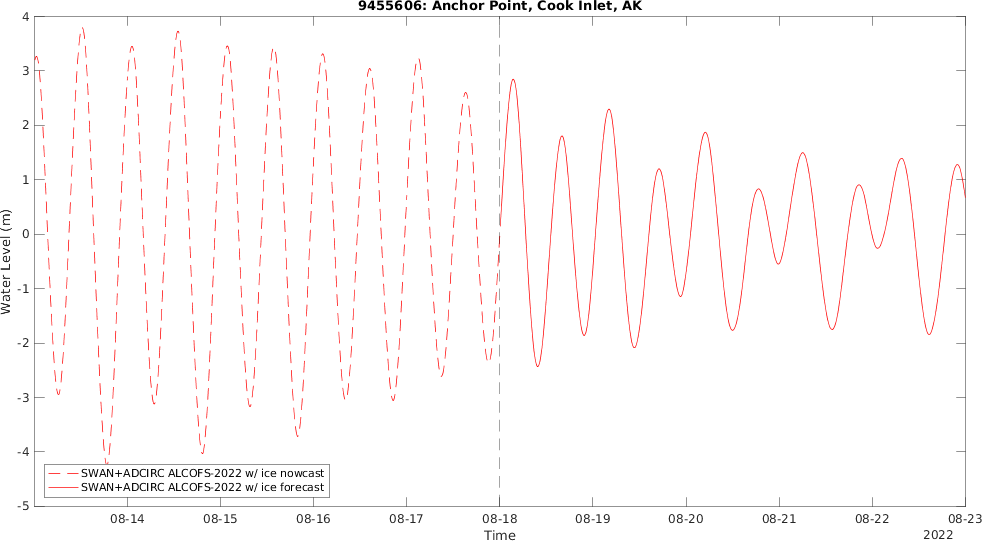 9455606: Anchor Point, Cook Inlet, AK
4
3
2
1
0
-1
-2
-3
-4
-5
Water Level (m)
SWAN+ADCIRC ALCOFS-2022 w/ ice nowcast
SWAN+ADCIRC ALCOFS-2022 w/ ice forecast
08-14 08-15 08-16 08-17 08-18 08-19 08-20 08-21 08-22 08-23
Time
2022